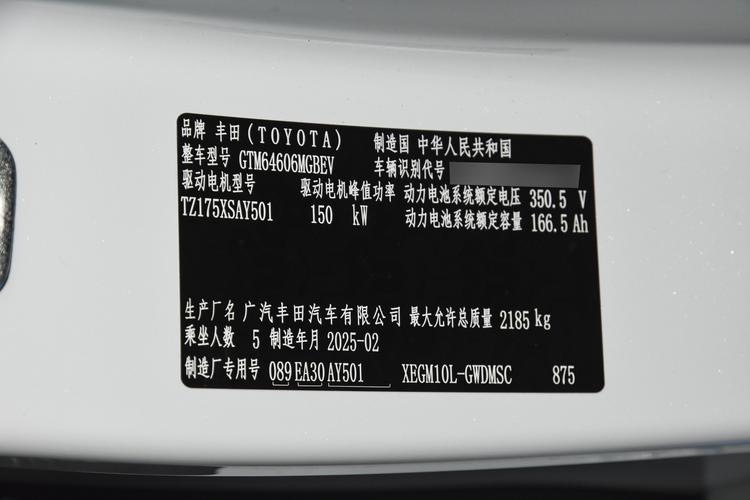 品牌 丰田(TOYOTA) 制造国 中华人民共和国
整车型号 GTM64606MGBEV 车辆识别代号
驱动电机型号 驱动电机峰值功率 动力电池系统额定电压 350.5 V
TZ175XSAY501 150 kW 动力电池系统额定容量 166.5 Ah
生产厂名 广汽丰田汽车有限公司 最大允许总质量 2185 kg
乘坐人数 5 制造年月 2025-02
制造厂专用号 089 EA30 AY501 XEGM10L-GWDMSC 875